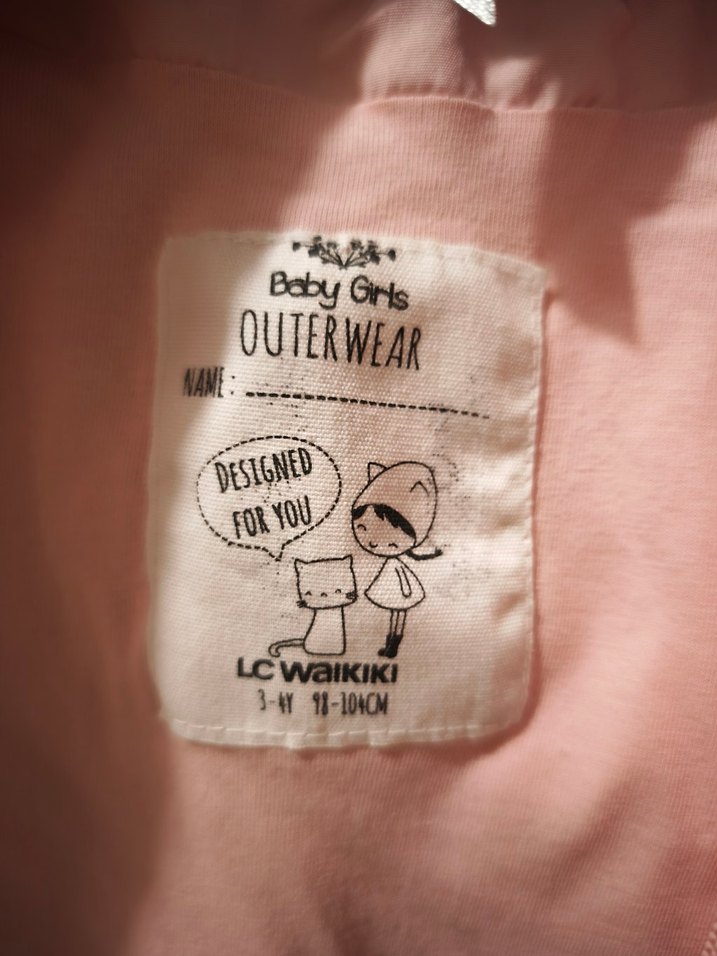 Baby Girls
OUTERWEAR
NAME:
DESIGNED
FOR YOU
LC WAIKIKI
3-4Y 98-104CM